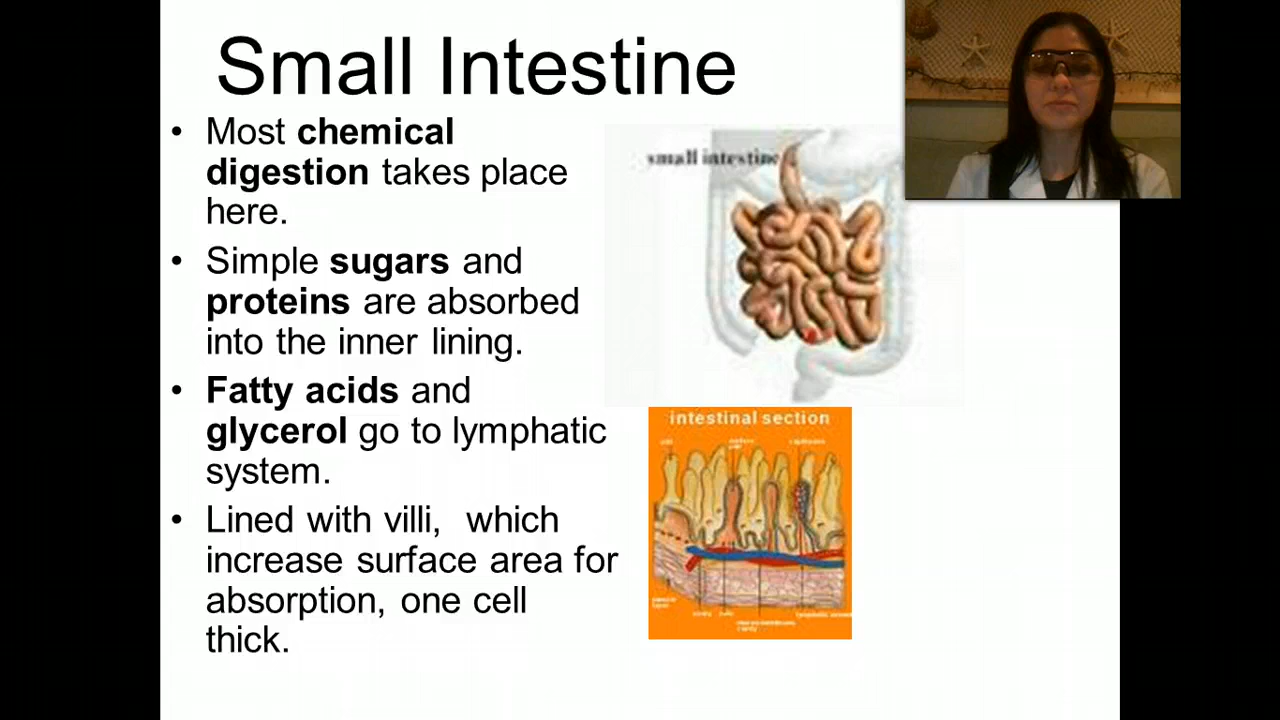 Small Intestine
• Most chemical
digestion takes place
here.
• Simple sugars and
proteins are absorbed
into the inner lining.
• Fatty acids and
glycerol go to lymphatic
system.
• Lined with villi, which
increase surface area for
absorption, one cell
thick.
small intestine
intestinal section